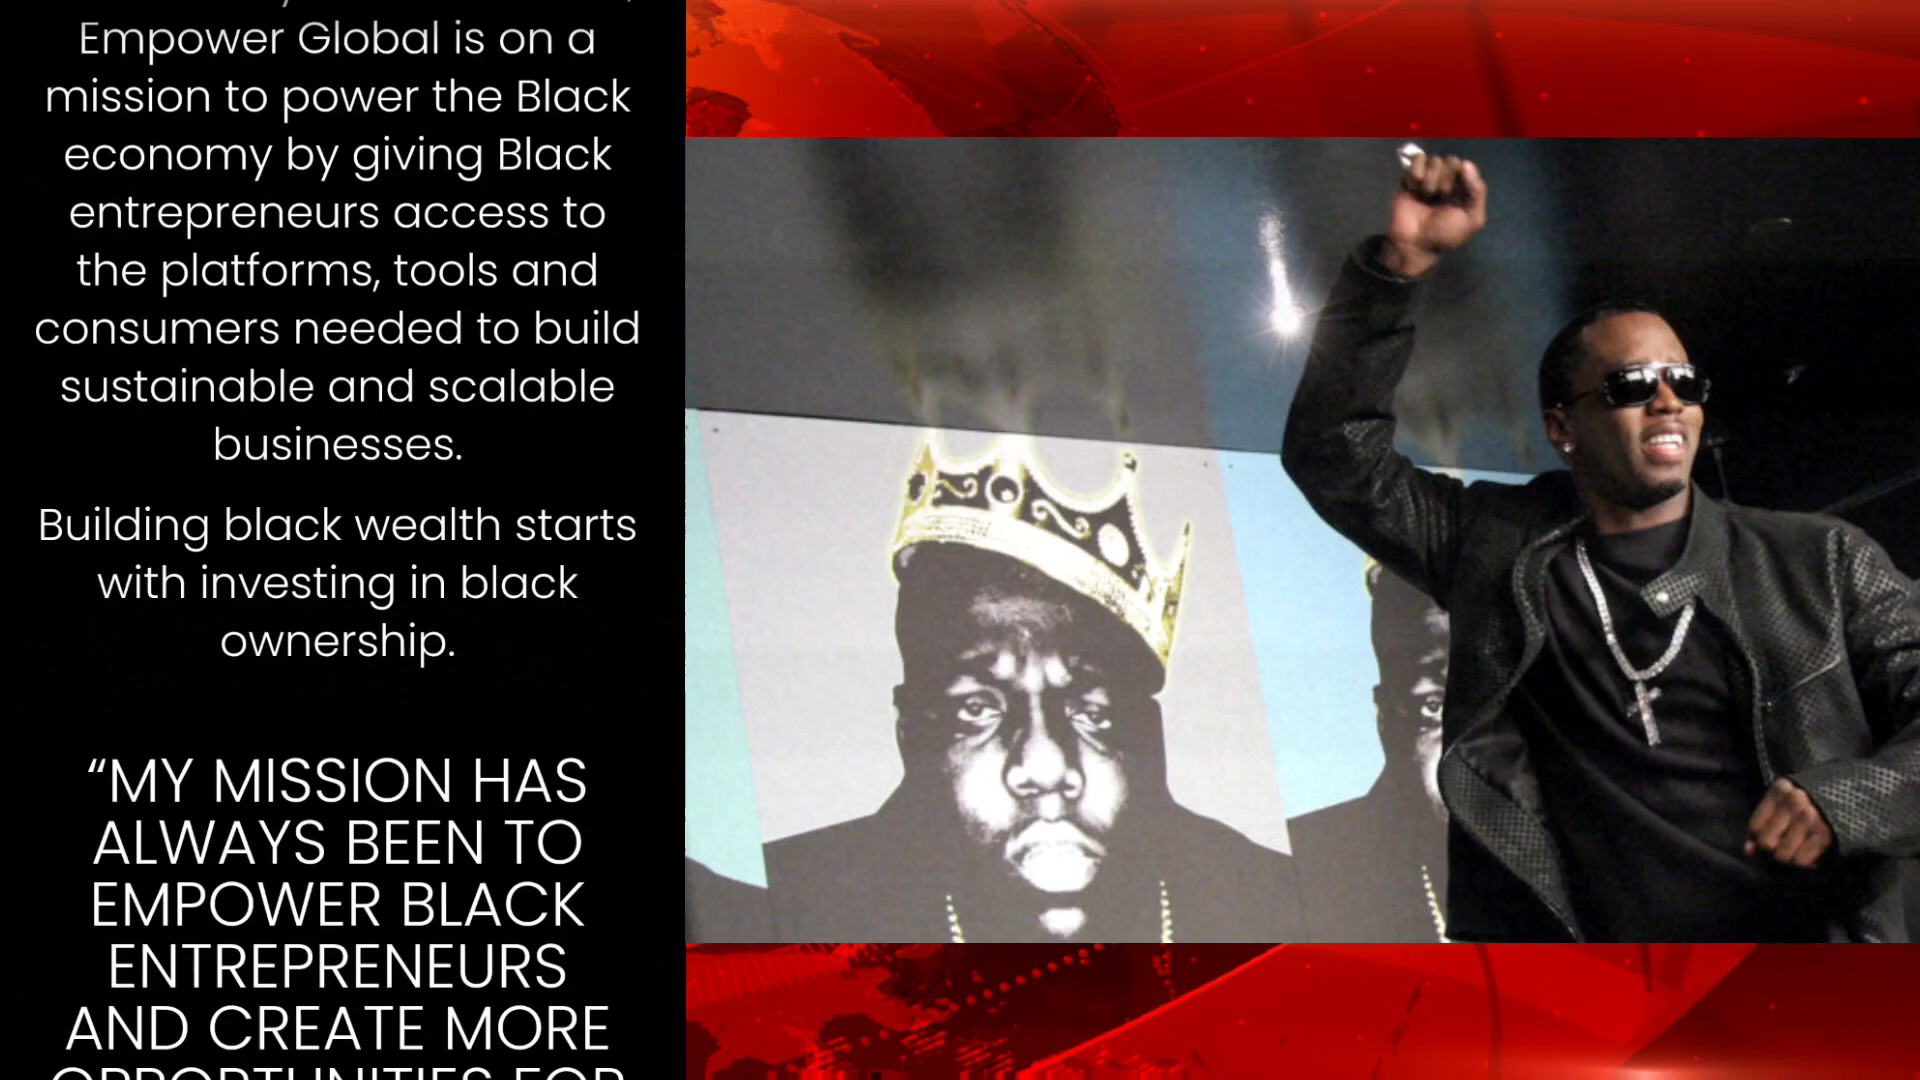 Empower Global is on a
mission to power the Black
economy by giving Black
entrepreneurs access to
the platforms, tools and
consumers needed to build
sustainable and scalable
businesses.
Building black wealth starts
with investing in black
ownership.
“MY MISSION HAS
ALWAYS BEEN TO
EMPOWER BLACK
ENTREPRENEURS
AND CREATE MORE
OPPORTUNITIES FOR